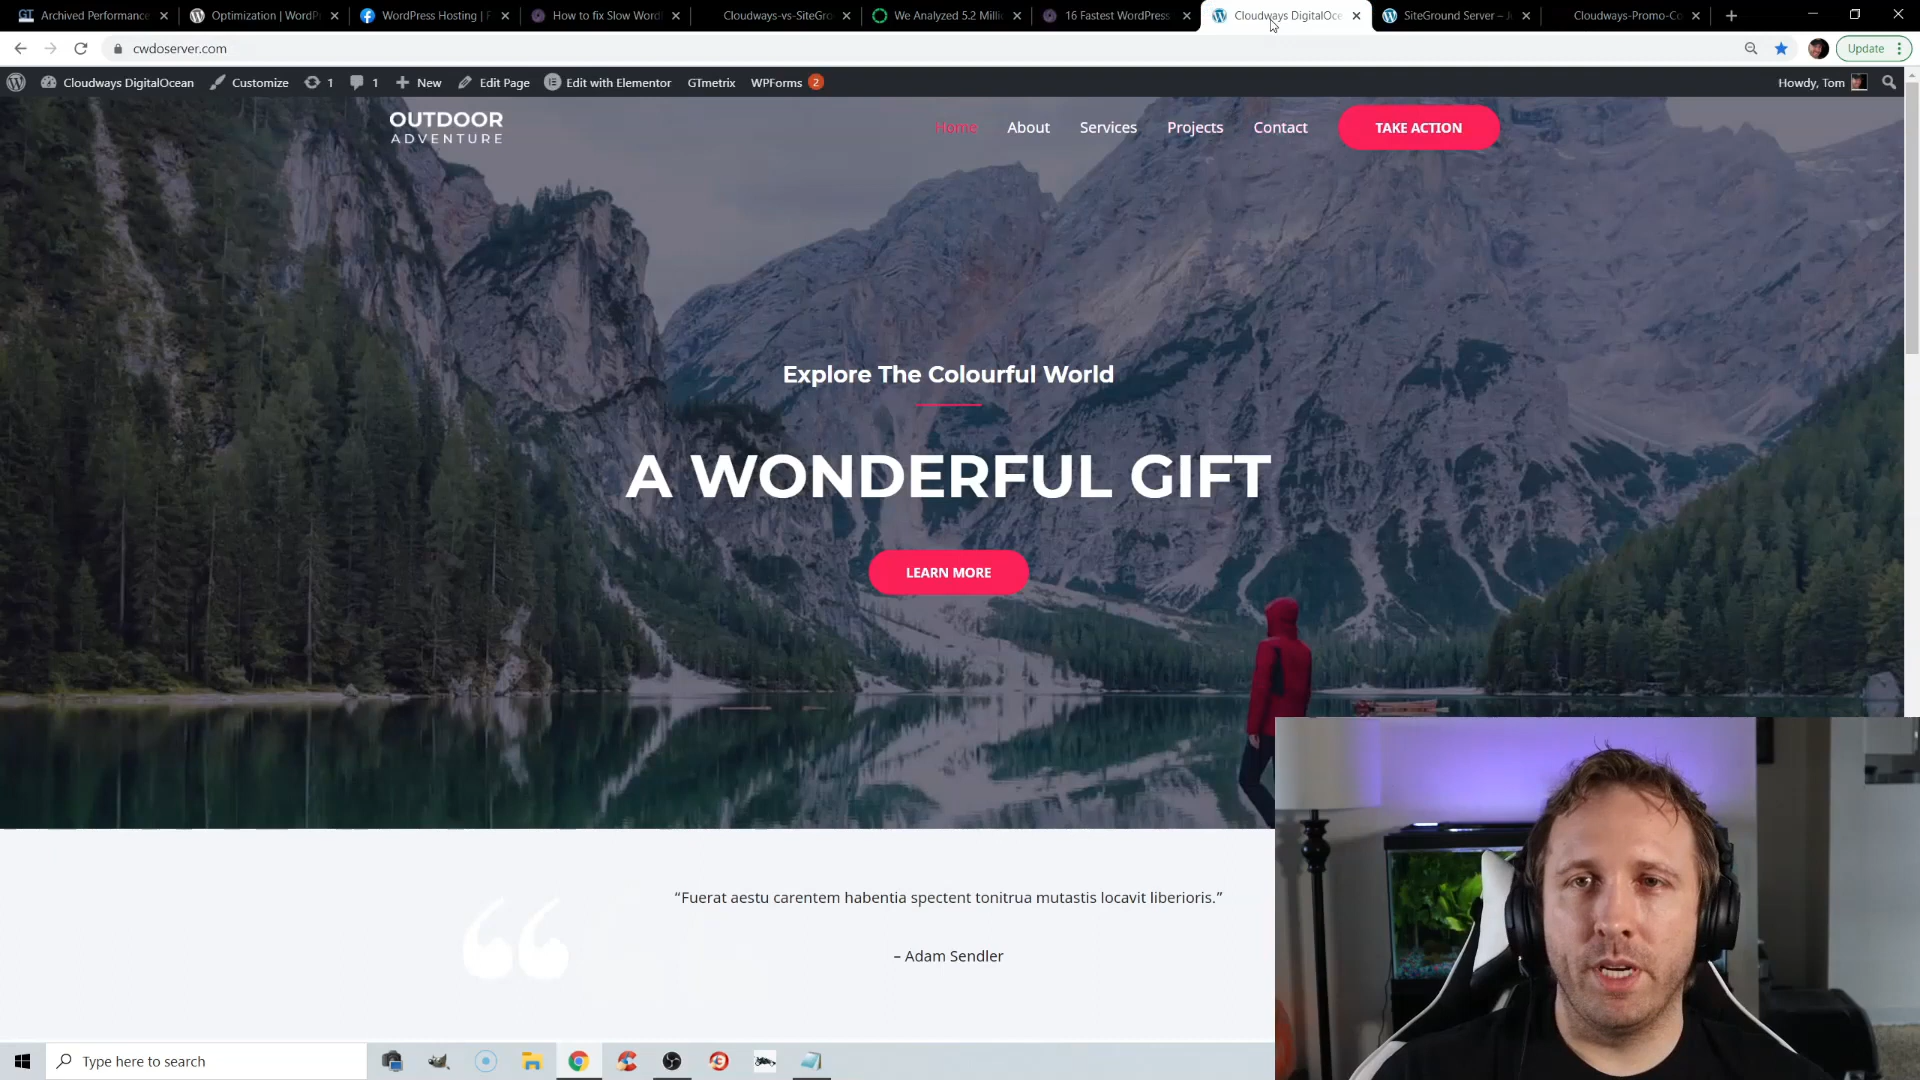 Archived Performance
Optimization | WordP
WordPress Hosting | F
How to fix Slow Word
Cloudways-vs-SiteGro
We Analyzed 5.2 Milli
16 Fastest WordPress
Cloudways DigitalOce
SiteGround Server – J
Cloudways-Promo-Co
cwdoserver.com
Update
Cloudways DigitalOcean
Customize
1
1
New
Edit Page
Edit with Elementor
GTmetrix
WPForms 2
Howdy, Tom
OUTDOOR
ADVENTURE
Home
About
Services
Projects
Contact
TAKE ACTION
Explore The Colourful World
A WONDERFUL GIFT
LEARN MORE
“Fuerat aestu carentem habentia spectent tonitrua mutastis locavit liberioris.”
– Adam Sendler
Type here to search